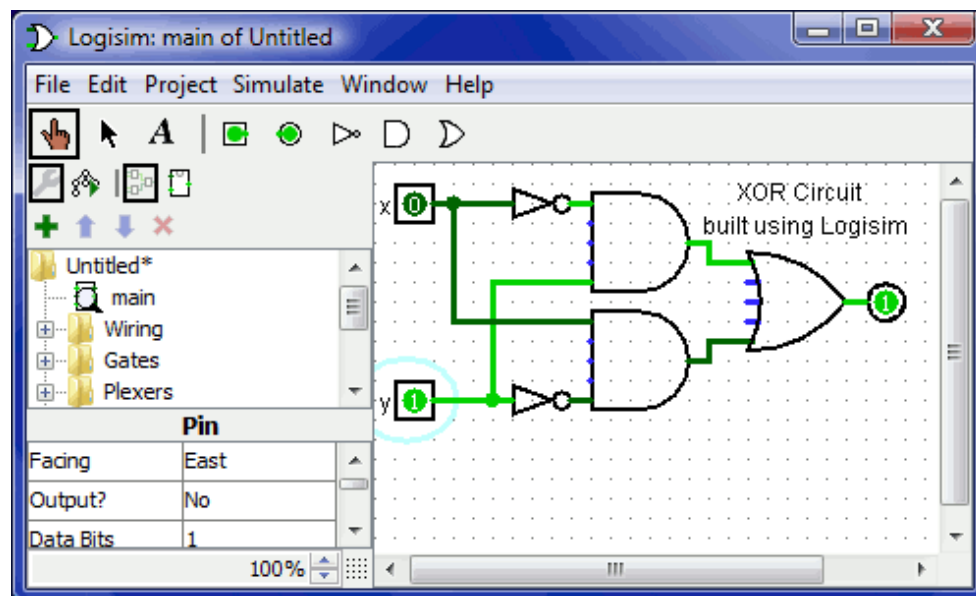 Logisim: main of Untitled
File Edit Project Simulate Window Help
A
x 0
XOR Circuit
built using Logisim
Untitled*
main
Wiring
Gates
Plexers
1
y 1
Pin
Facing East
Output? No
Data Bits 1
100%